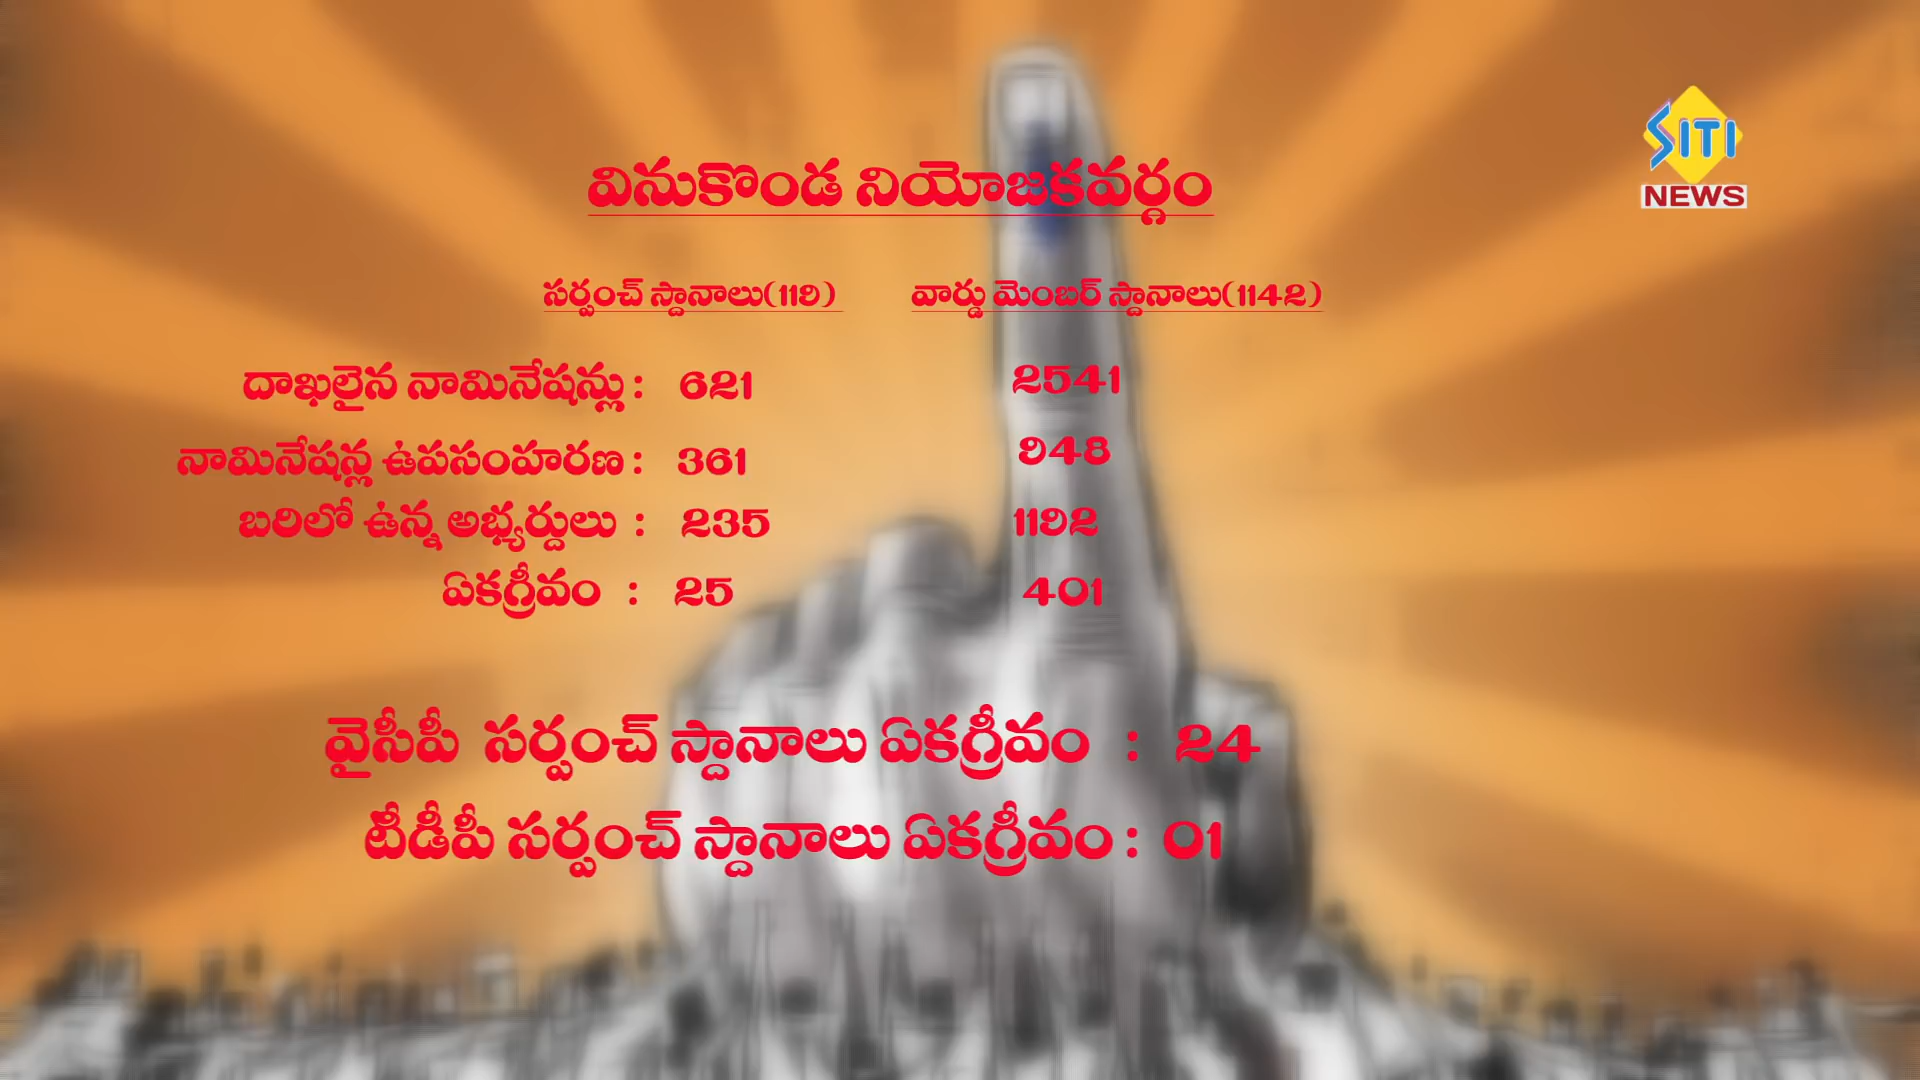 SITI
NEWS
వినుకొండ నియోజకవర్గం
సర్పంచ్ స్దానాలు(119) వార్డు మెంబర్ స్దానాలు(1142)
దాఖలైన నామినేషన్లు : 621 2541
నామినేషన్ల ఉపసంహరణ : 361 948
బరిలో ఉన్న అభ్యర్దులు : 235 1192
ఏకగ్రీవం : 25 401
వైసీపీ సర్పంచ్ స్దానాలు ఏకగ్రీవం : 24
టీడీపీ సర్పంచ్ స్దానాలు ఏకగ్రీవం : 01